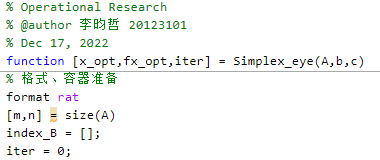 % Operational Research
% @author 李昀哲 20123101
% Dec 17, 2022
function [x_opt,fx_opt,iter] = Simplex_eye(A,b,c)
% 格式、容器准备
format rat
[m,n] = size(A)
index_B = [];
iter = 0;